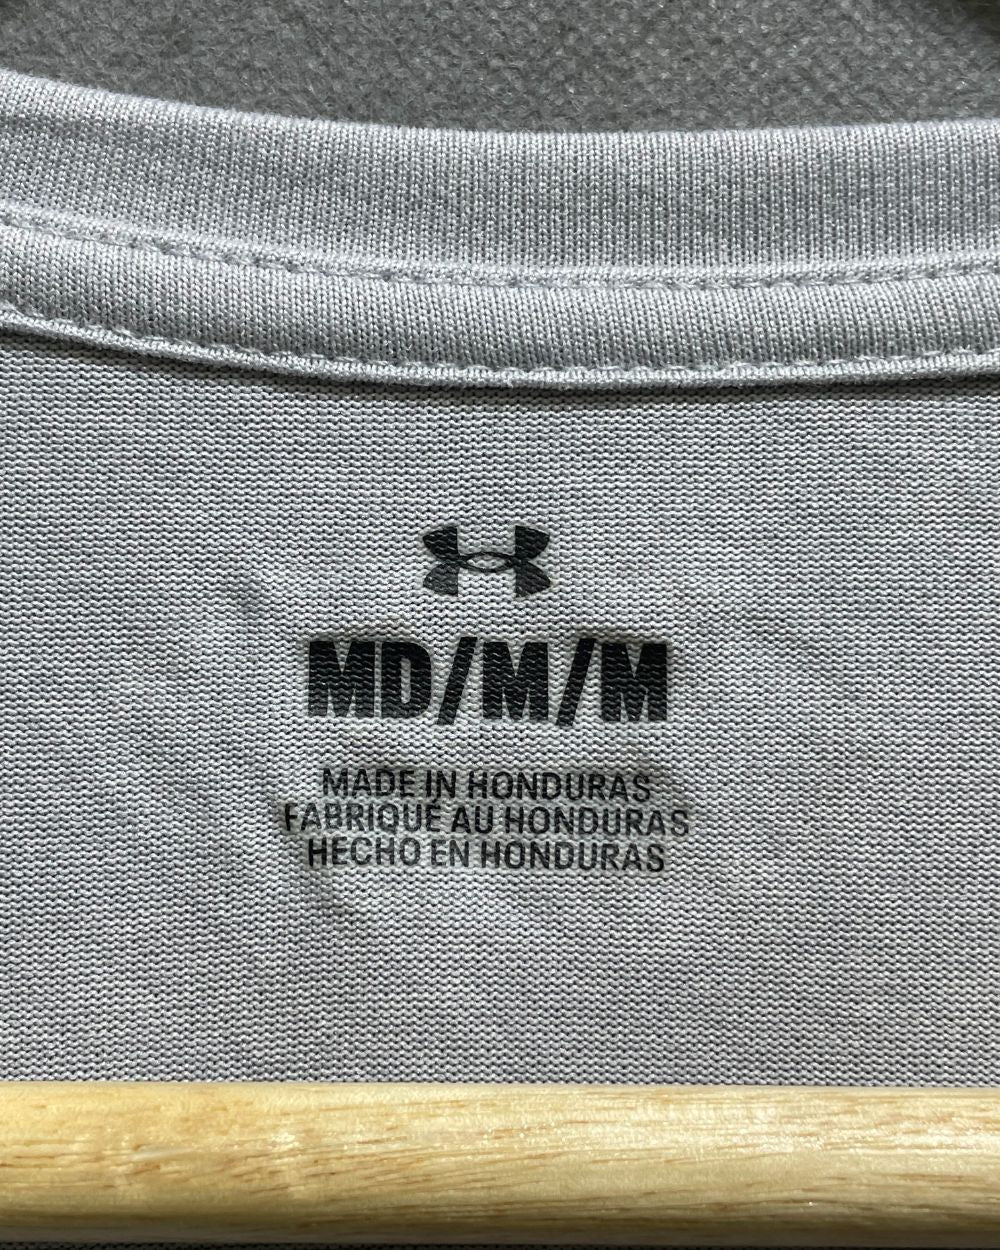 MD/M/M
MADE IN HONDURAS
FABRIQUÉ AU HONDURAS
HECHO EN HONDURAS